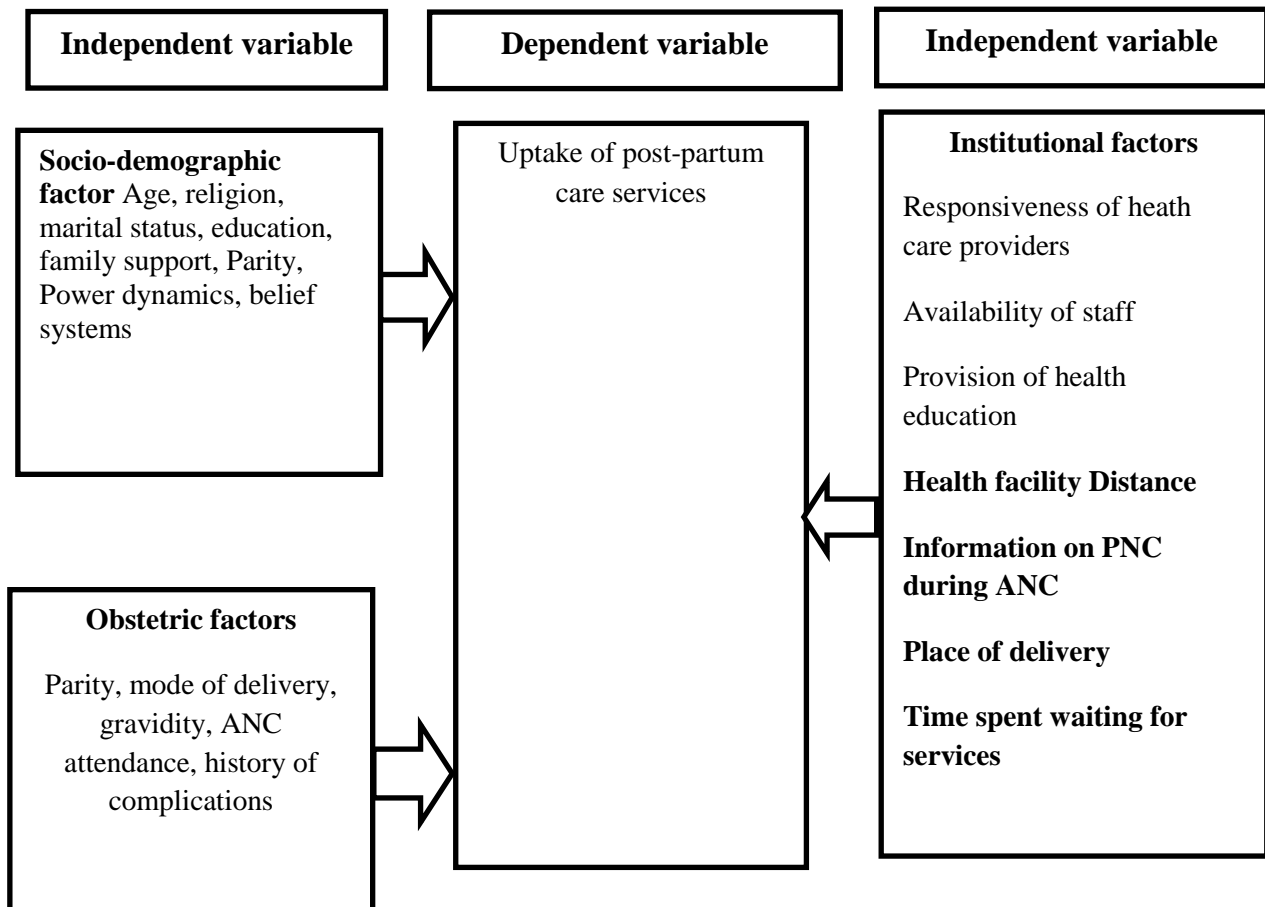 Independent variable
Dependent variable
Independent variable
Socio-demographic
factor Age, religion,
marital status, education,
family support, Parity,
Power dynamics, belief
systems
Obstetric factors
Parity, mode of delivery,
gravidity, ANC
attendance, history of
complications
Uptake of post-partum
care services
Institutional factors
Responsiveness of heath
care providers
Availability of staff
Provision of health
education
Health facility Distance
Information on PNC
during ANC
Place of delivery
Time spent waiting for
services